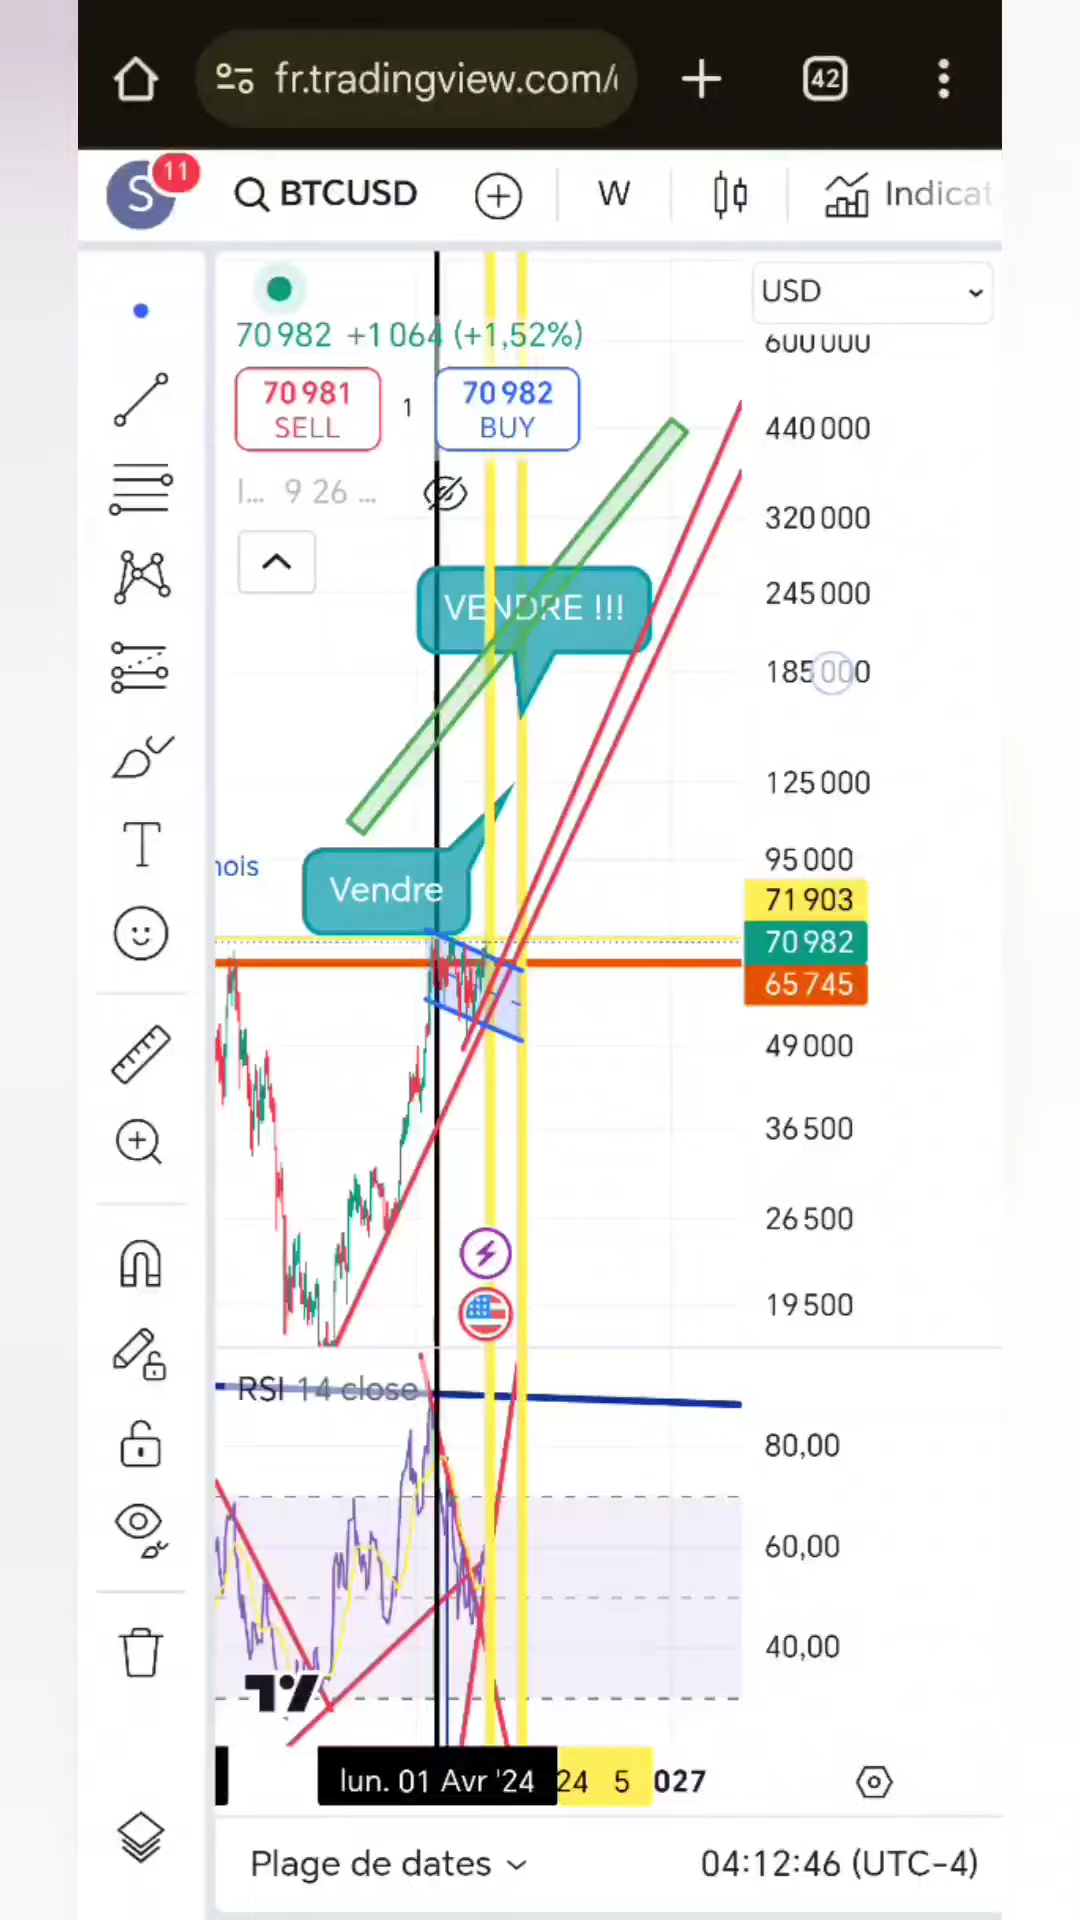 fr.tradingview.com/
42
S
11
BTCUSD
W
Indicat
USD
70 982 +1 064 (+1,52%)
70 981
SELL
1
70 982
BUY
I... 9 26 ...
600 000
440 000
320 000
245 000
185 000
125 000
95 000
71 903
70 982
65 745
49 000
36 500
26 500
19 500
VENDRE !!!
nois
Vendre
RSI 14 close
80,00
60,00
40,00
lun. 01 Avr '24
24
5
027
Plage de dates
04:12:46 (UTC-4)